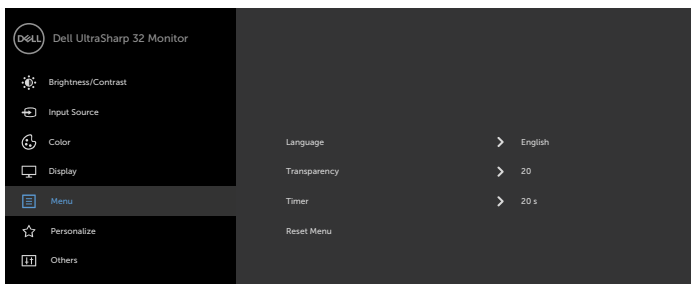 DELL Dell UltraSharp 32 Monitor
Brightness/Contrast
Input Source
Color
Language English
Display
Transparency 20
Menu
Timer 20 s
Personalize
Reset Menu
Others